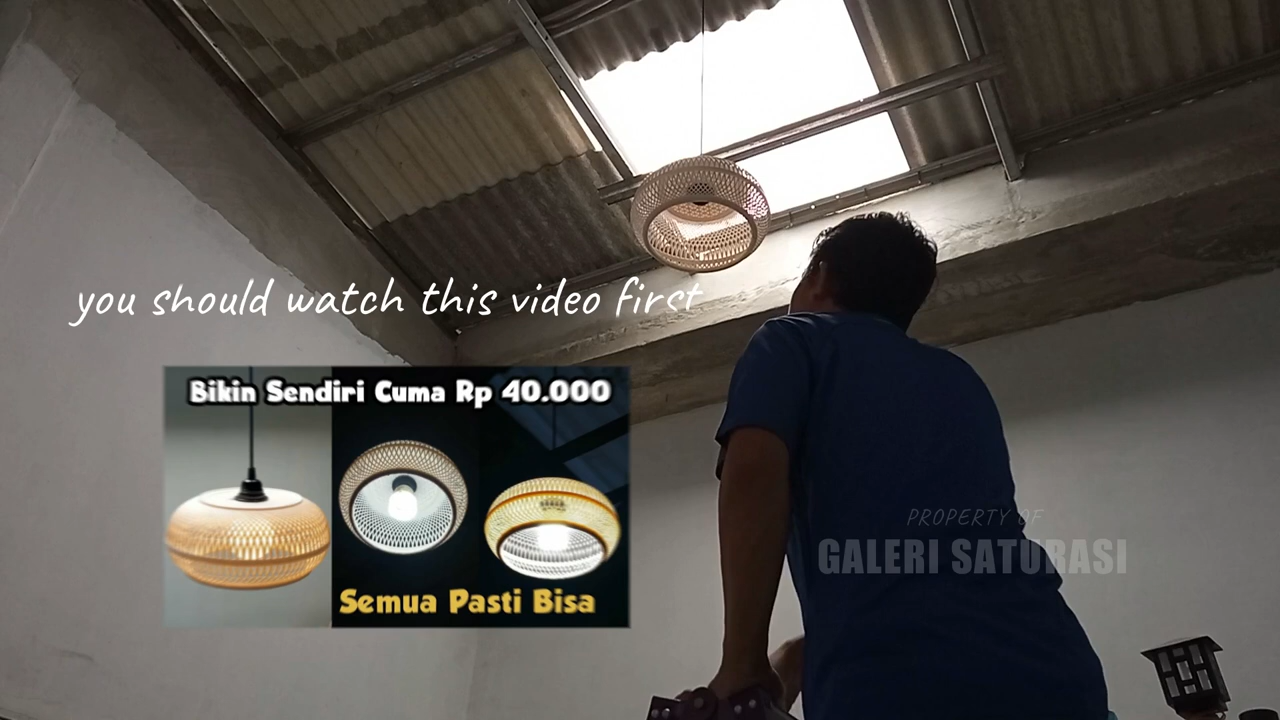 you should watch this video first
Bikin Sendiri Cuma Rp 40.000
Semua Pasti Bisa
PROPERTY OF
GALERI SATURASI